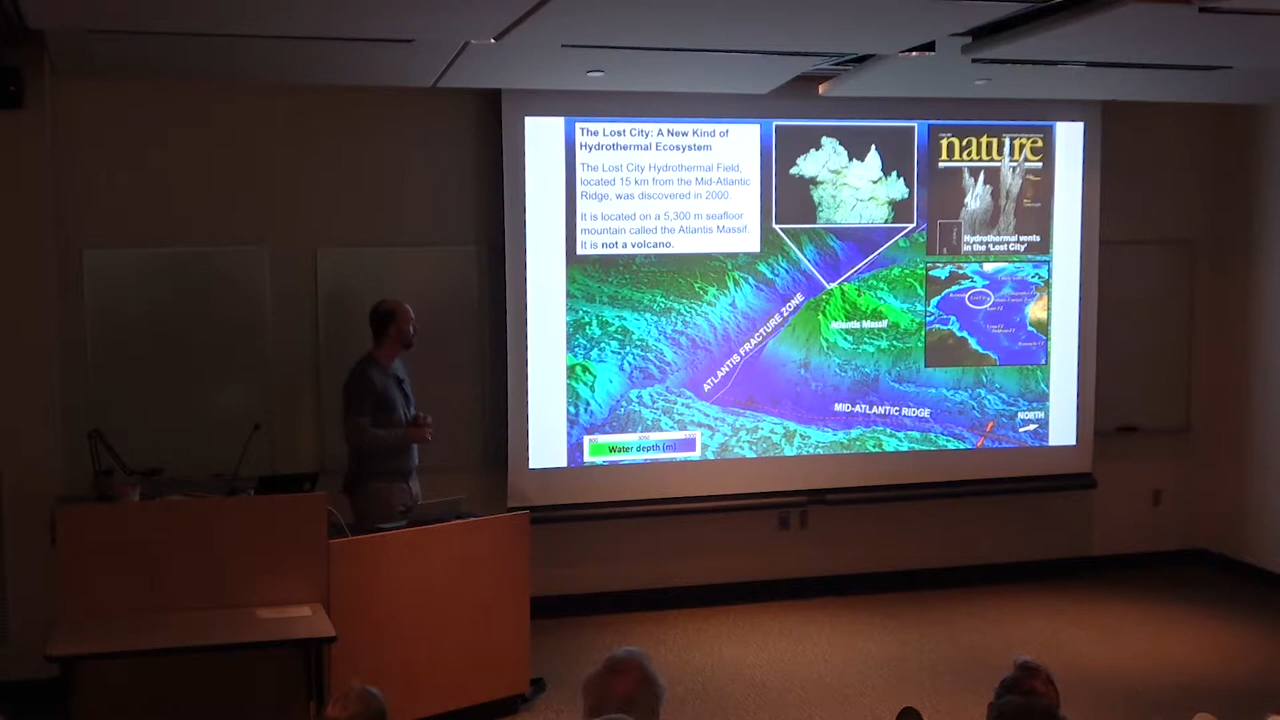 The Lost City: A New Kind of
Hydrothermal Ecosystem
The Lost City Hydrothermal Field,
located 15 km from the Mid-Atlantic
Ridge, was discovered in 2000.
It is located on a 5,300 m seafloor
mountain called the Atlantis Massif.
It is not a volcano.
nature
Hydrothermal vents
in the 'Lost City'
Atlantis Massif
ATLANTIS FRACTURE ZONE
MID-ATLANTIC RIDGE
NORTH
Water depth (m)